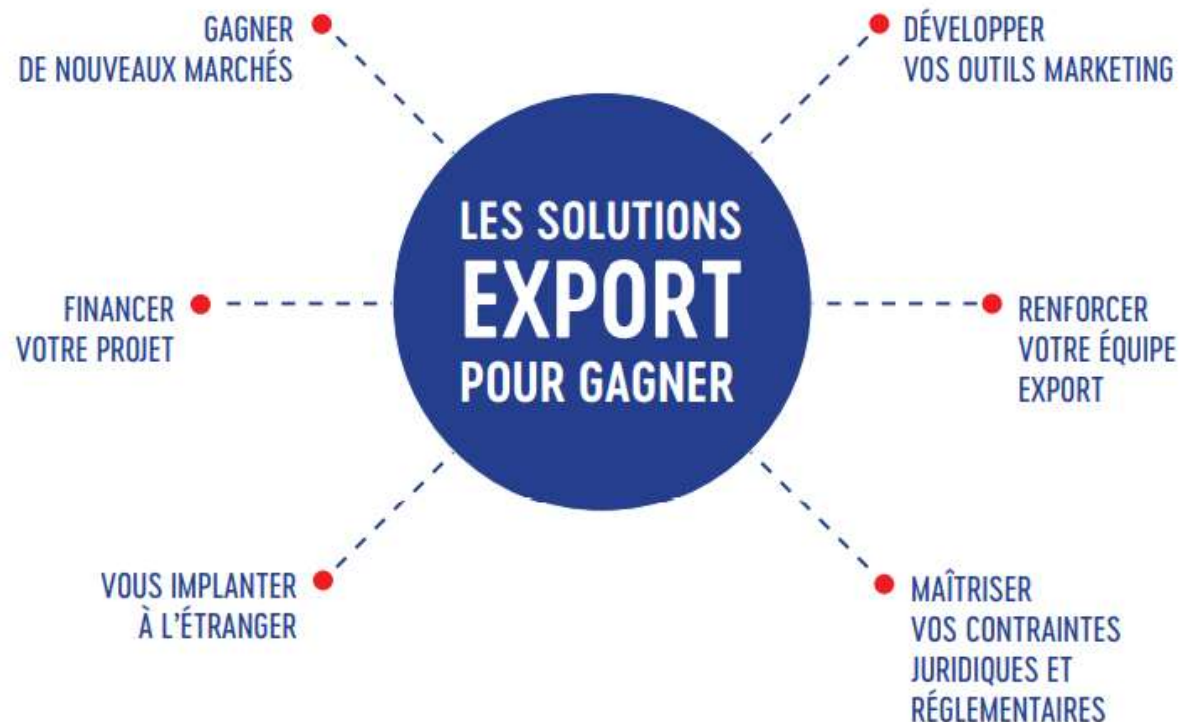 GAGNER
DE NOUVEAUX MARCHÉS
DÉVELOPPER
VOS OUTILS MARKETING
LES SOLUTIONS
EXPORT
POUR GAGNER
FINANCER
VOTRE PROJET
RENFORCER
VOTRE ÉQUIPE
EXPORT
VOUS IMPLANTER
À L'ÉTRANGER
MAÎTRISER
VOS CONTRAINTES
JURIDIQUES ET
RÉGLEMENTAIRES